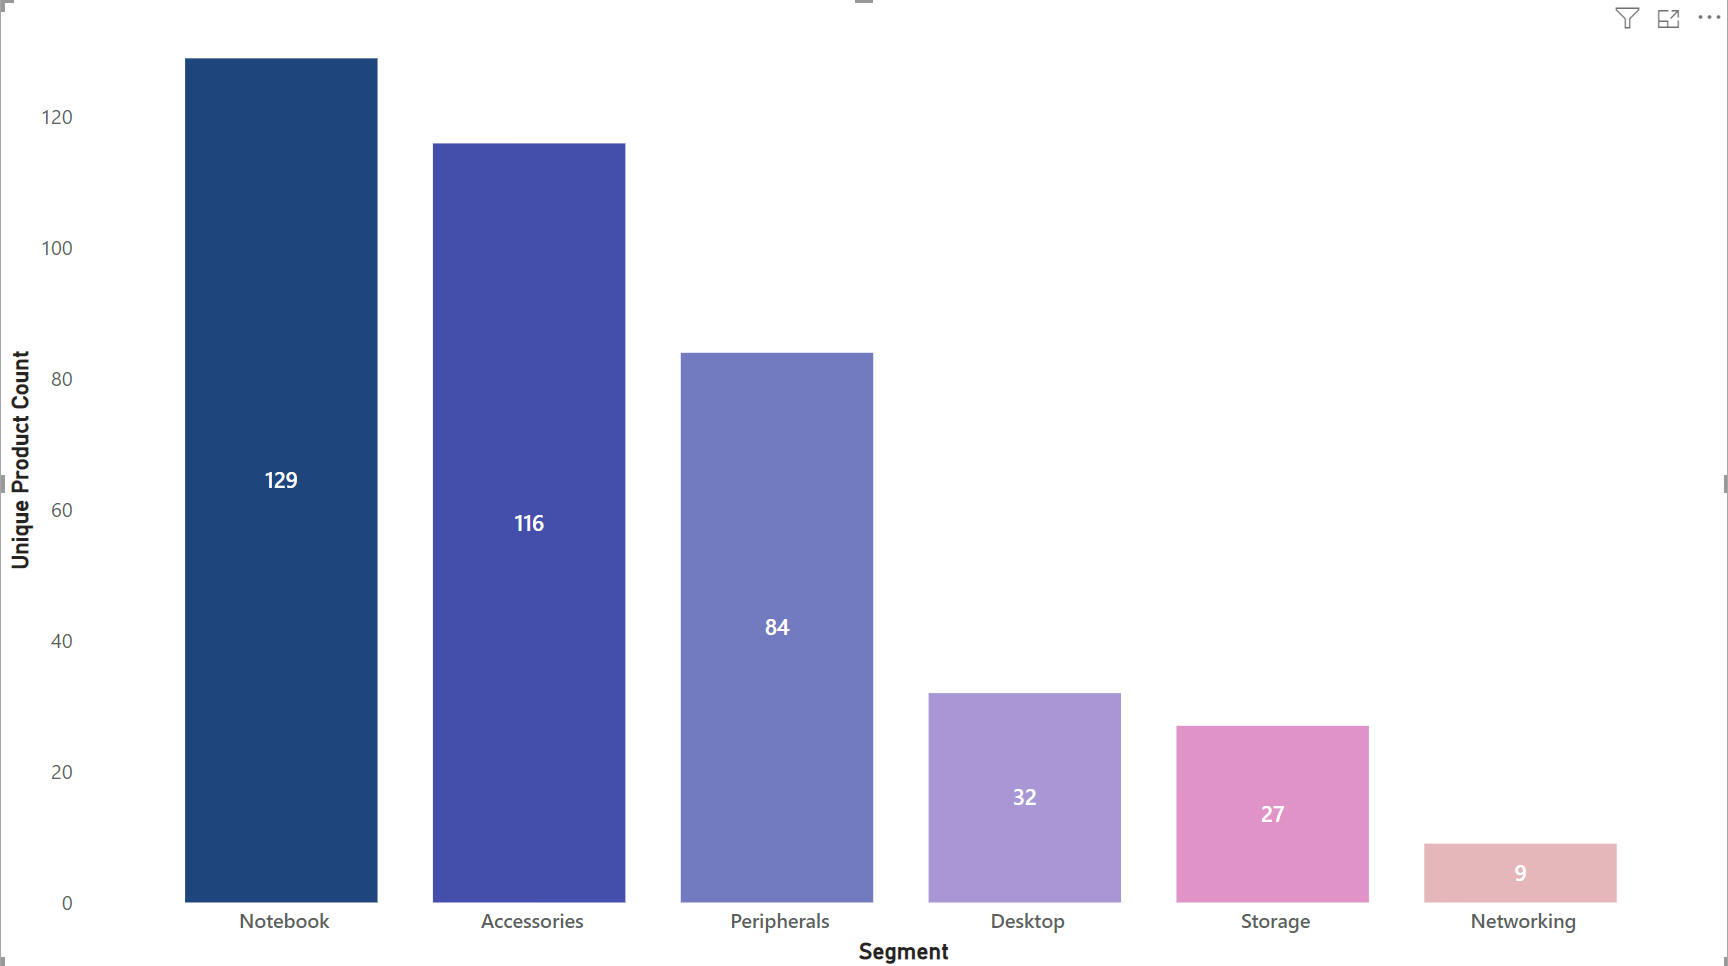 Unique Product Count
120
100
80
60
40
20
0
129
116
84
32
27
9
Notebook
Accessories
Peripherals
Desktop
Storage
Networking
Segment